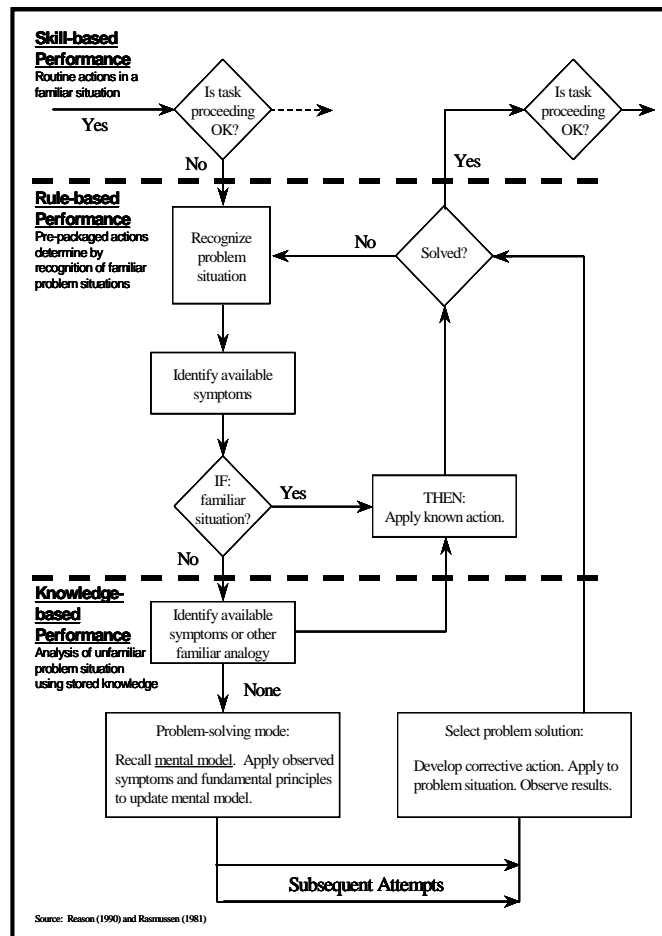 Skill-based
Performance
Routine actions in a
familiar situation
Yes
Is task
proceeding
OK?
No
Is task
proceeding
OK?
Yes
Rule-based
Performance
Pre-packaged actions
determine by
recognition of familiar
problem situations
Recognize
problem
situation
No
Solved?
Identify available
symptoms
IF:
familiar
situation?
Yes
THEN:
Apply known action.
No
Knowledge-
based
Performance
Analysis of unfamiliar
problem situation
using stored knowledge
Identify available
symptoms or other
familiar analogy
None
Problem-solving mode:
Recall mental model. Apply observed
symptoms and fundamental principles
to update mental model.
Select problem solution:
Develop corrective action. Apply to
problem situation. Observe results.
Subsequent Attempts
Source: Reason (1990) and Rasmussen (1981)